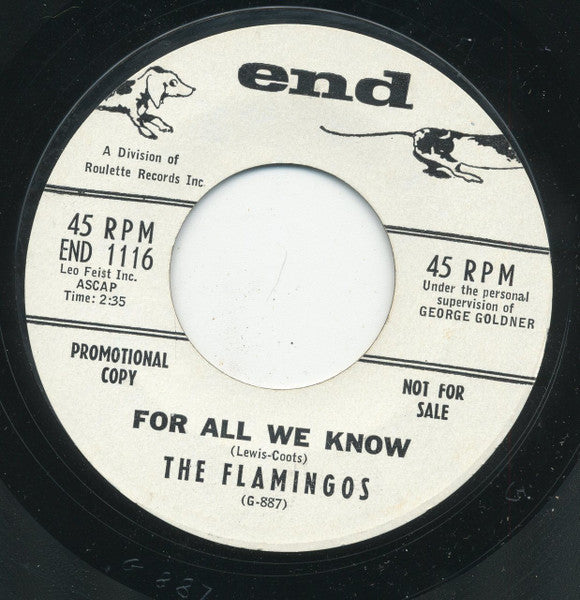 end
A Division of
Roulette Records Inc.
45 RPM
END 1116
Leo Feist Inc.
ASCAP
Time: 2:35
45 RPM
Under the personal
supervision of
GEORGE GOLDNER
PROMOTIONAL
COPY
NOT FOR
SALE
FOR ALL WE KNOW
(Lewis-Coots)
THE FLAMINGOS
(G-887)
G 887